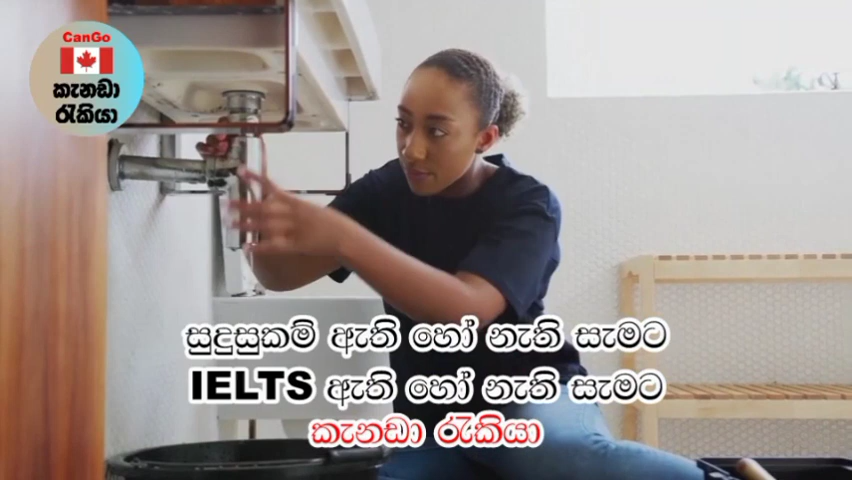 CanGo
කැනඩා
රැකියා
සුදුසුකම් ඇති හෝ නැති සැමට
IELTS ඇති හෝ නැති සැමට
කැනඩා රැකියා